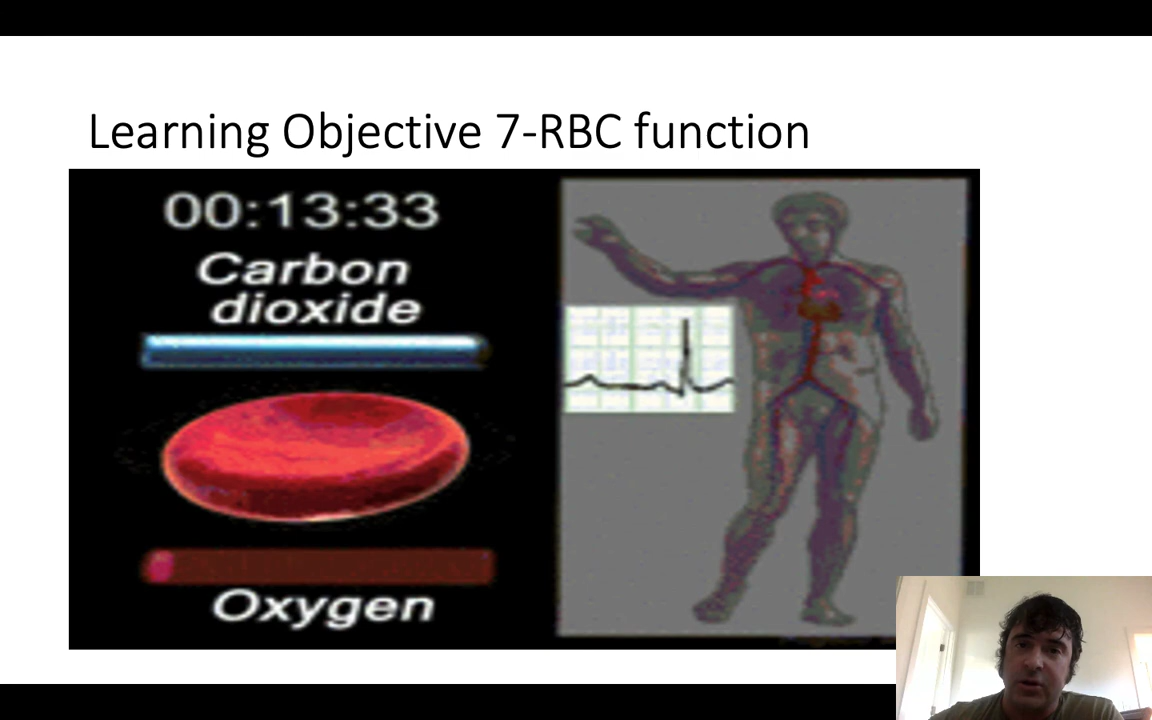 Learning Objective 7-RBC function
00:13:33
Carbon
dioxide
Oxygen